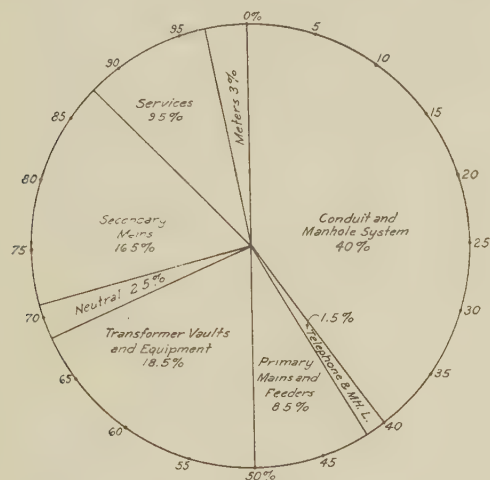 0%
5
10
15
20
25
30
35
40
45
50%
55
60
65
70
75
80
85
90
95
Meters 3%
Services
9.5%
Conduit and
Manhole System
40%
Secondary
Mains
16.5%
Neutral 2.5%
1.5%
Telephone & M.H. L.
Transformer Vaults
and Equipment
18.5%
Primary
Mains and
Feeders
8.5%